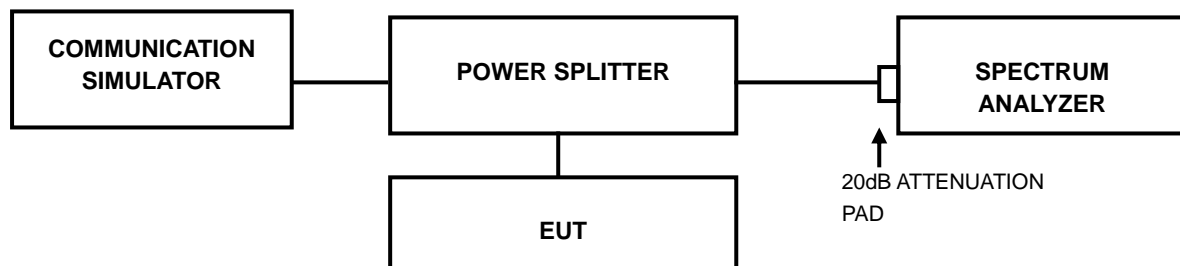 COMMUNICATION
SIMULATOR
POWER SPLITTER
SPECTRUM
ANALYZER
20dB ATTENUATION
PAD
EUT